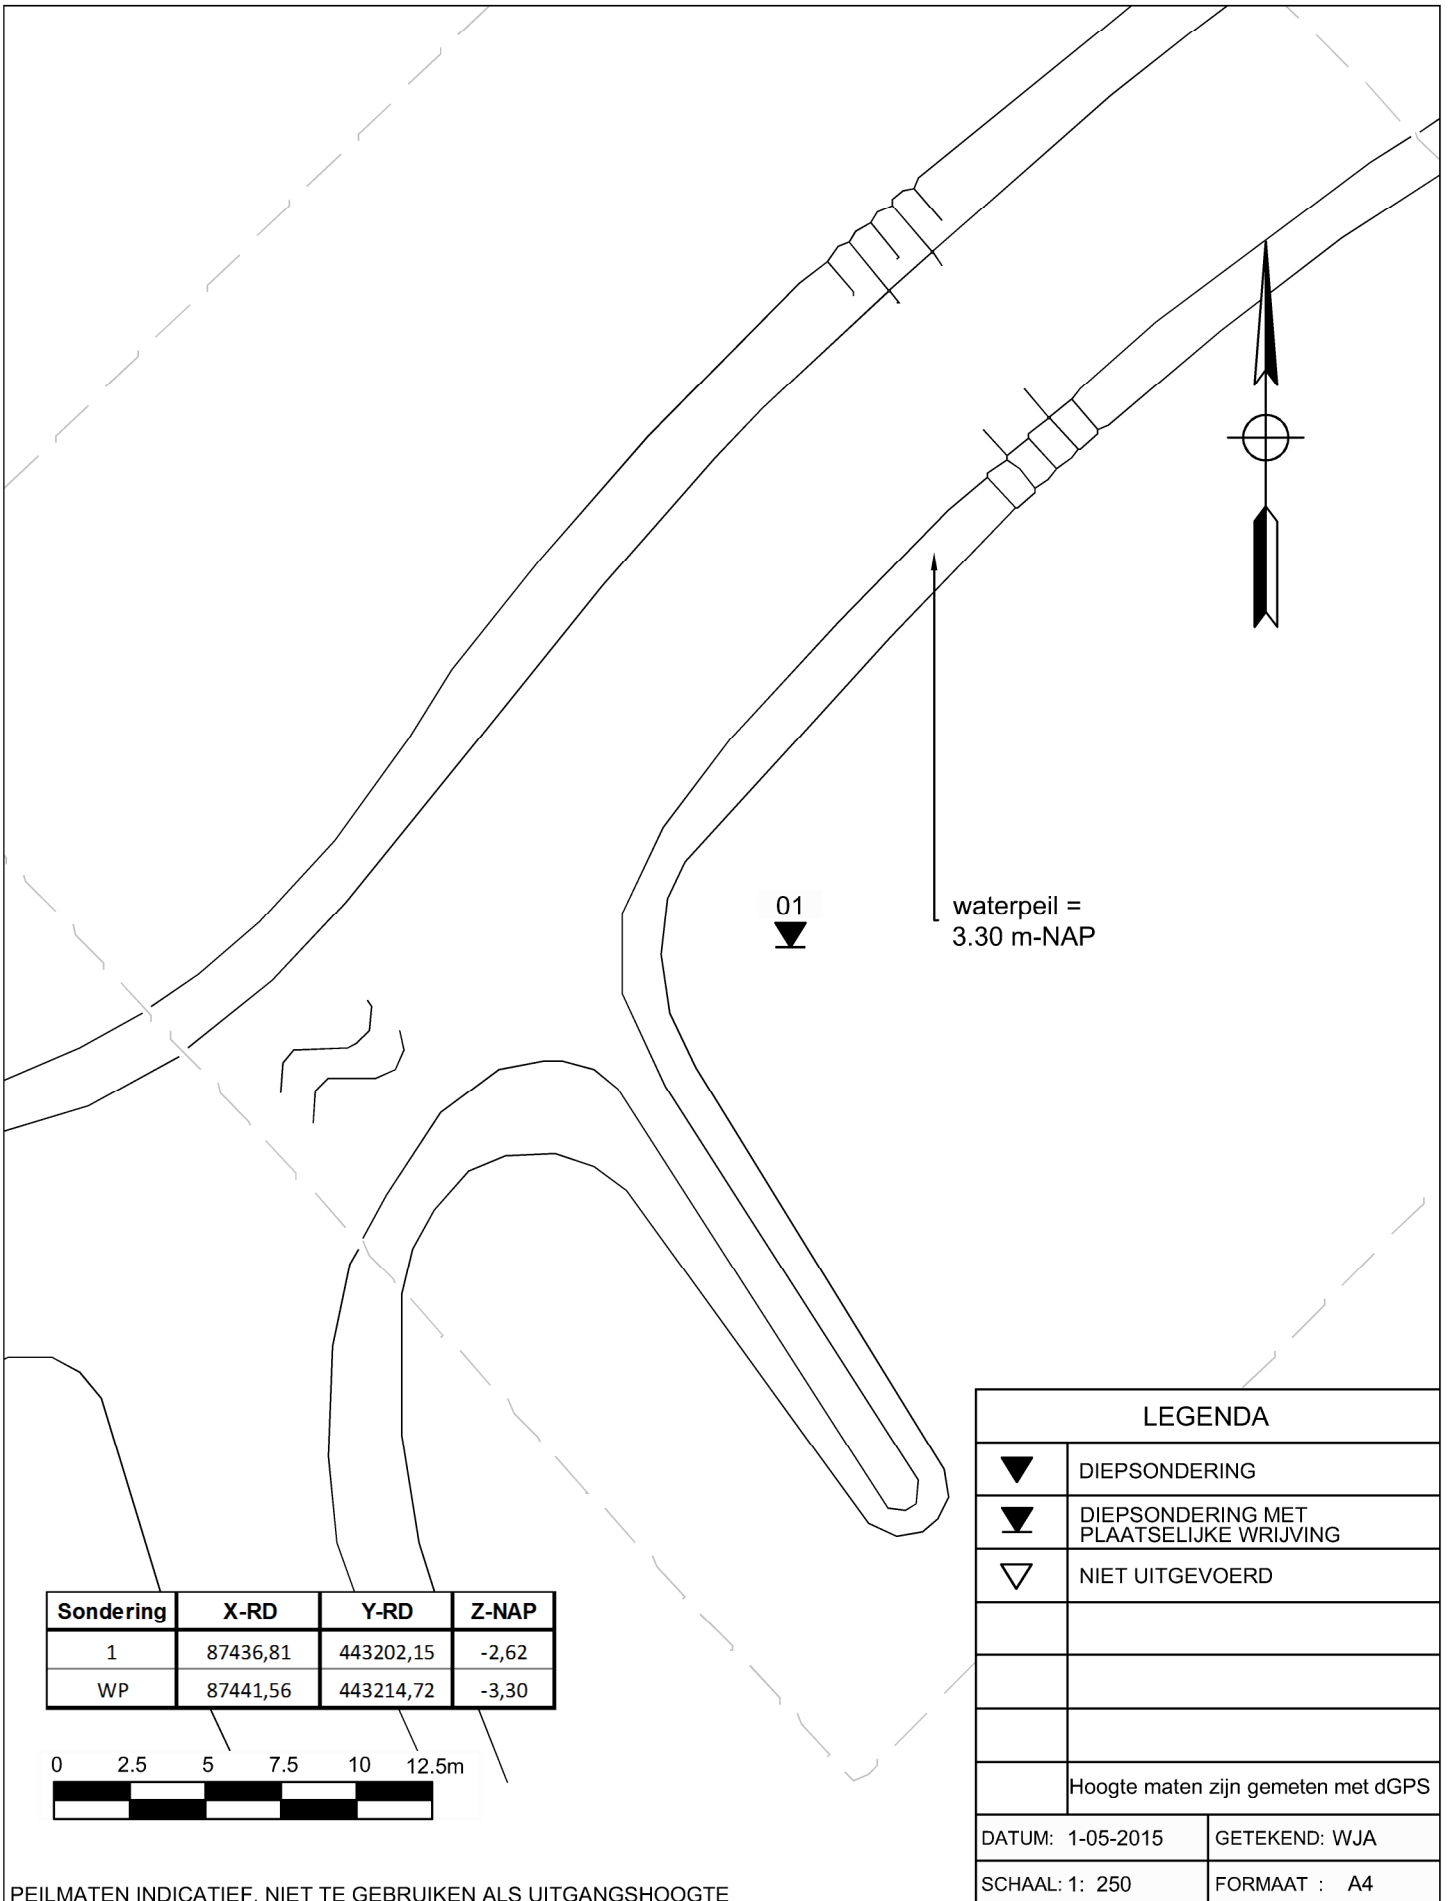 01
waterpeil =
3.30 m-NAP
LEGENDA
DIEPSONDERING
DIEPSONDERING MET
PLAATSELIJKE WRIJVING
NIET UITGEVOERD
Sondering X-RD Y-RD Z-NAP
1 87436,81 443202,15 -2,62
WP 87441,56 443214,72 -3,30
0 2.5 5 7.5 10 12.5m
Hoogte maten zijn gemeten met dGPS
DATUM: 1-05-2015 GETEKEND: WJA
SCHAAL: 1: 250 FORMAAT : A4
PEILMATEN INDICATIEF, NIET TE GEBRUIKEN ALS UITGANGSHOOGTE